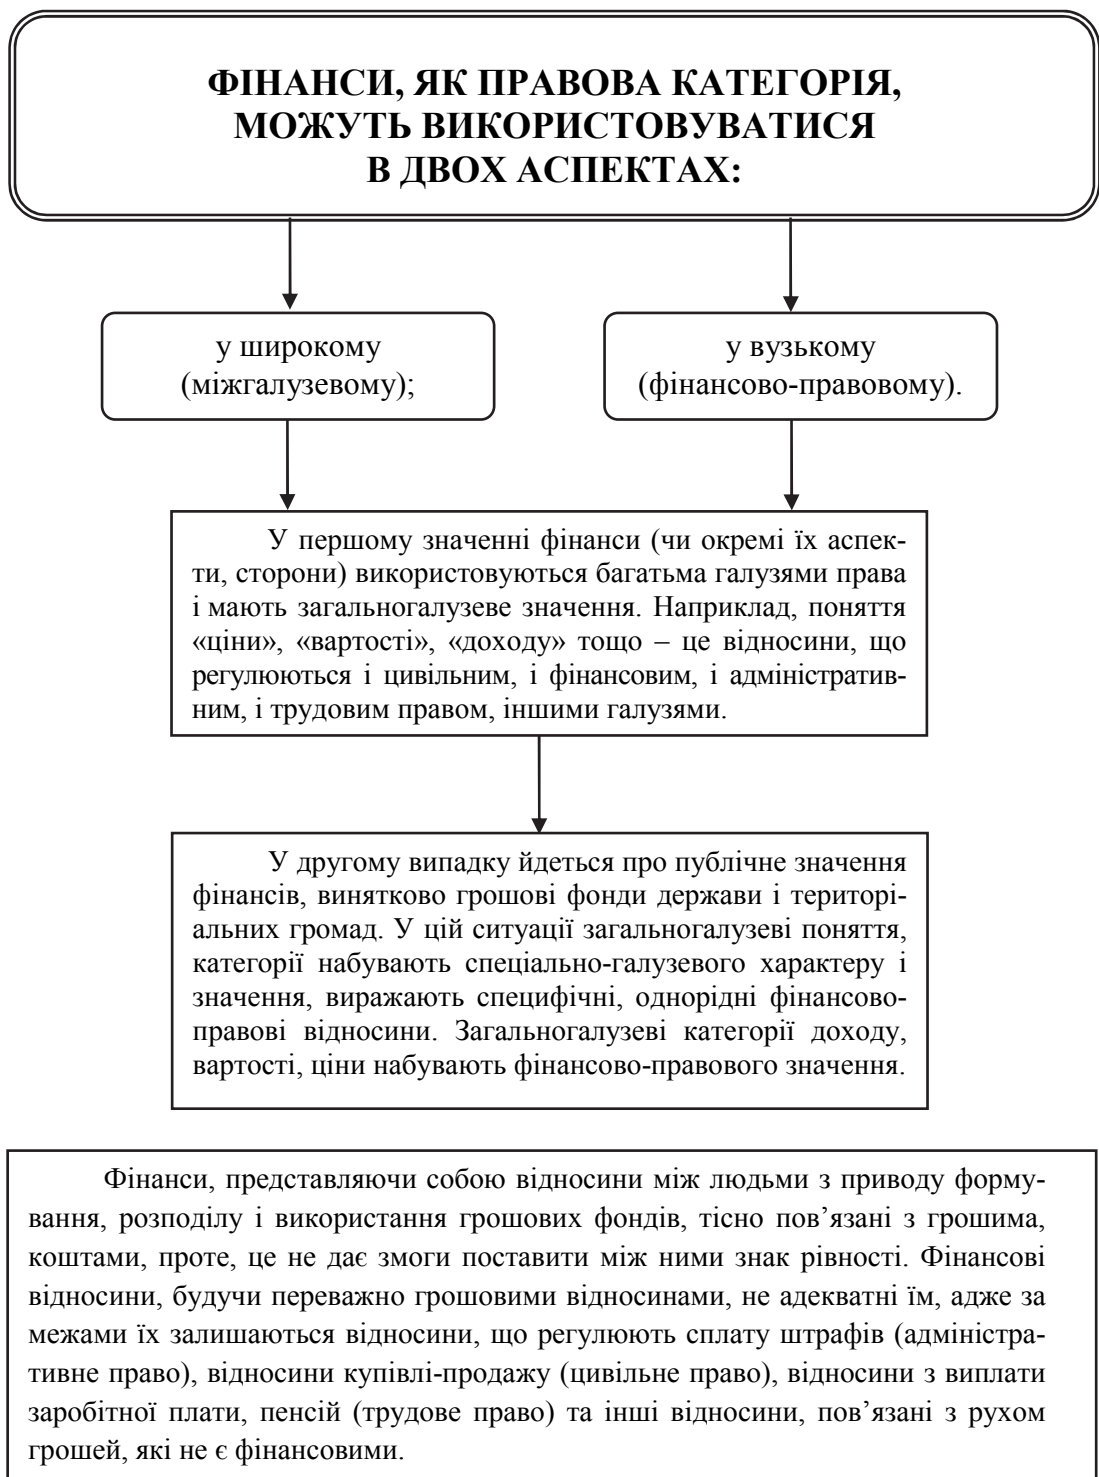 ФІНАНСИ, ЯК ПРАВОВА КАТЕГОРІЯ,
МОЖУТЬ ВИКОРИСТОВУВАТИСЯ
В ДВОХ АСПЕКТАХ:
у широкому
(міжгалузевому);
у вузькому
(фінансово-правовому).
У першому значенні фінанси (чи окремі їх аспек-
ти, сторони) використовуються багатьма галузями права
і мають загальногалузеве значення. Наприклад, поняття
«ціни», «вартості», «доходу» тощо – це відносини, що
регулюються і цивільним, і фінансовим, і адміністратив-
ним, і трудовим правом, іншими галузями.
У другому випадку йдеться про публічне значення
фінансів, винятково грошові фонди держави і територі-
альних громад. У цій ситуації загальногалузеві поняття,
категорії набувають спеціально-галузевого характеру і
значення, виражають специфічні, однорідні фінансово-
правові відносини. Загальногалузеві категорії доходу,
вартості, ціни набувають фінансово-правового значення.
Фінанси, представляючи собою відносини між людьми з приводу форму-
вання, розподілу і використання грошових фондів, тісно пов’язані з грошима,
коштами, проте, це не дає змоги поставити між ними знак рівності. Фінансові
відносини, будучи переважно грошовими відносинами, не адекватні їм, адже за
межами їх залишаються відносини, що регулюють сплату штрафів (адміністра-
тивне право), відносини купівлі-продажу (цивільне право), відносини з виплати
заробітної плати, пенсій (трудове право) та інші відносини, пов’язані з рухом
грошей, які не є фінансовими.